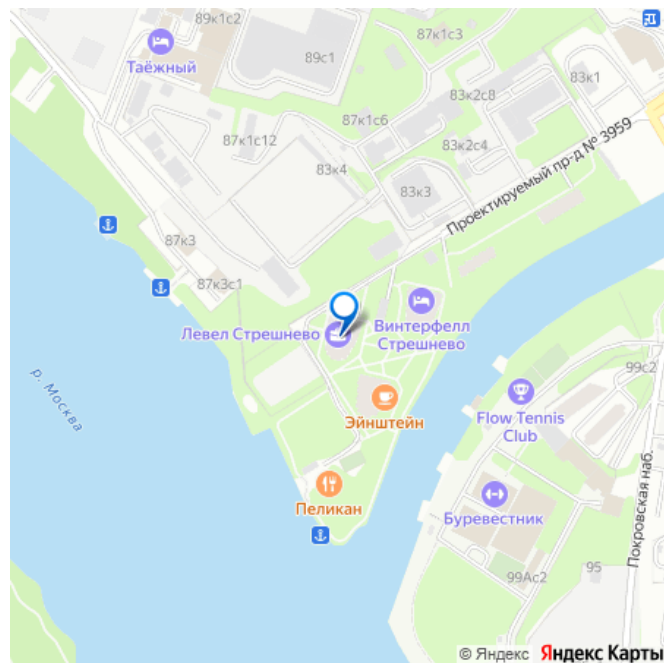 89к1с2
87к1с3
Таёжный
89с1
83к1
83к2с8
87к1с6
87к1с12
83к2с4
Проектируемый пр-д № 3959
83к4
83к3
87к3
87к3с1
Левел Стрешнево
Винтерфелл
Стрешнево
р. Москва
99с2
Эйнштейн
Flow Tennis
Club
Покровская наб.
Пеликан
Буревестник
95
99Ас2
© Яндекс Яндекс Карты